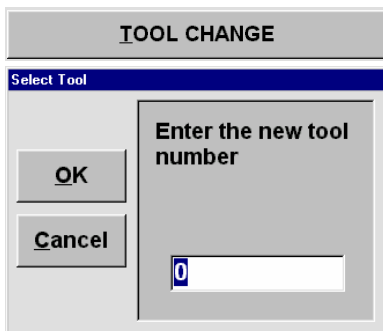 TOOL CHANGE
Select Tool
Enter the new tool
number
OK
Cancel
0